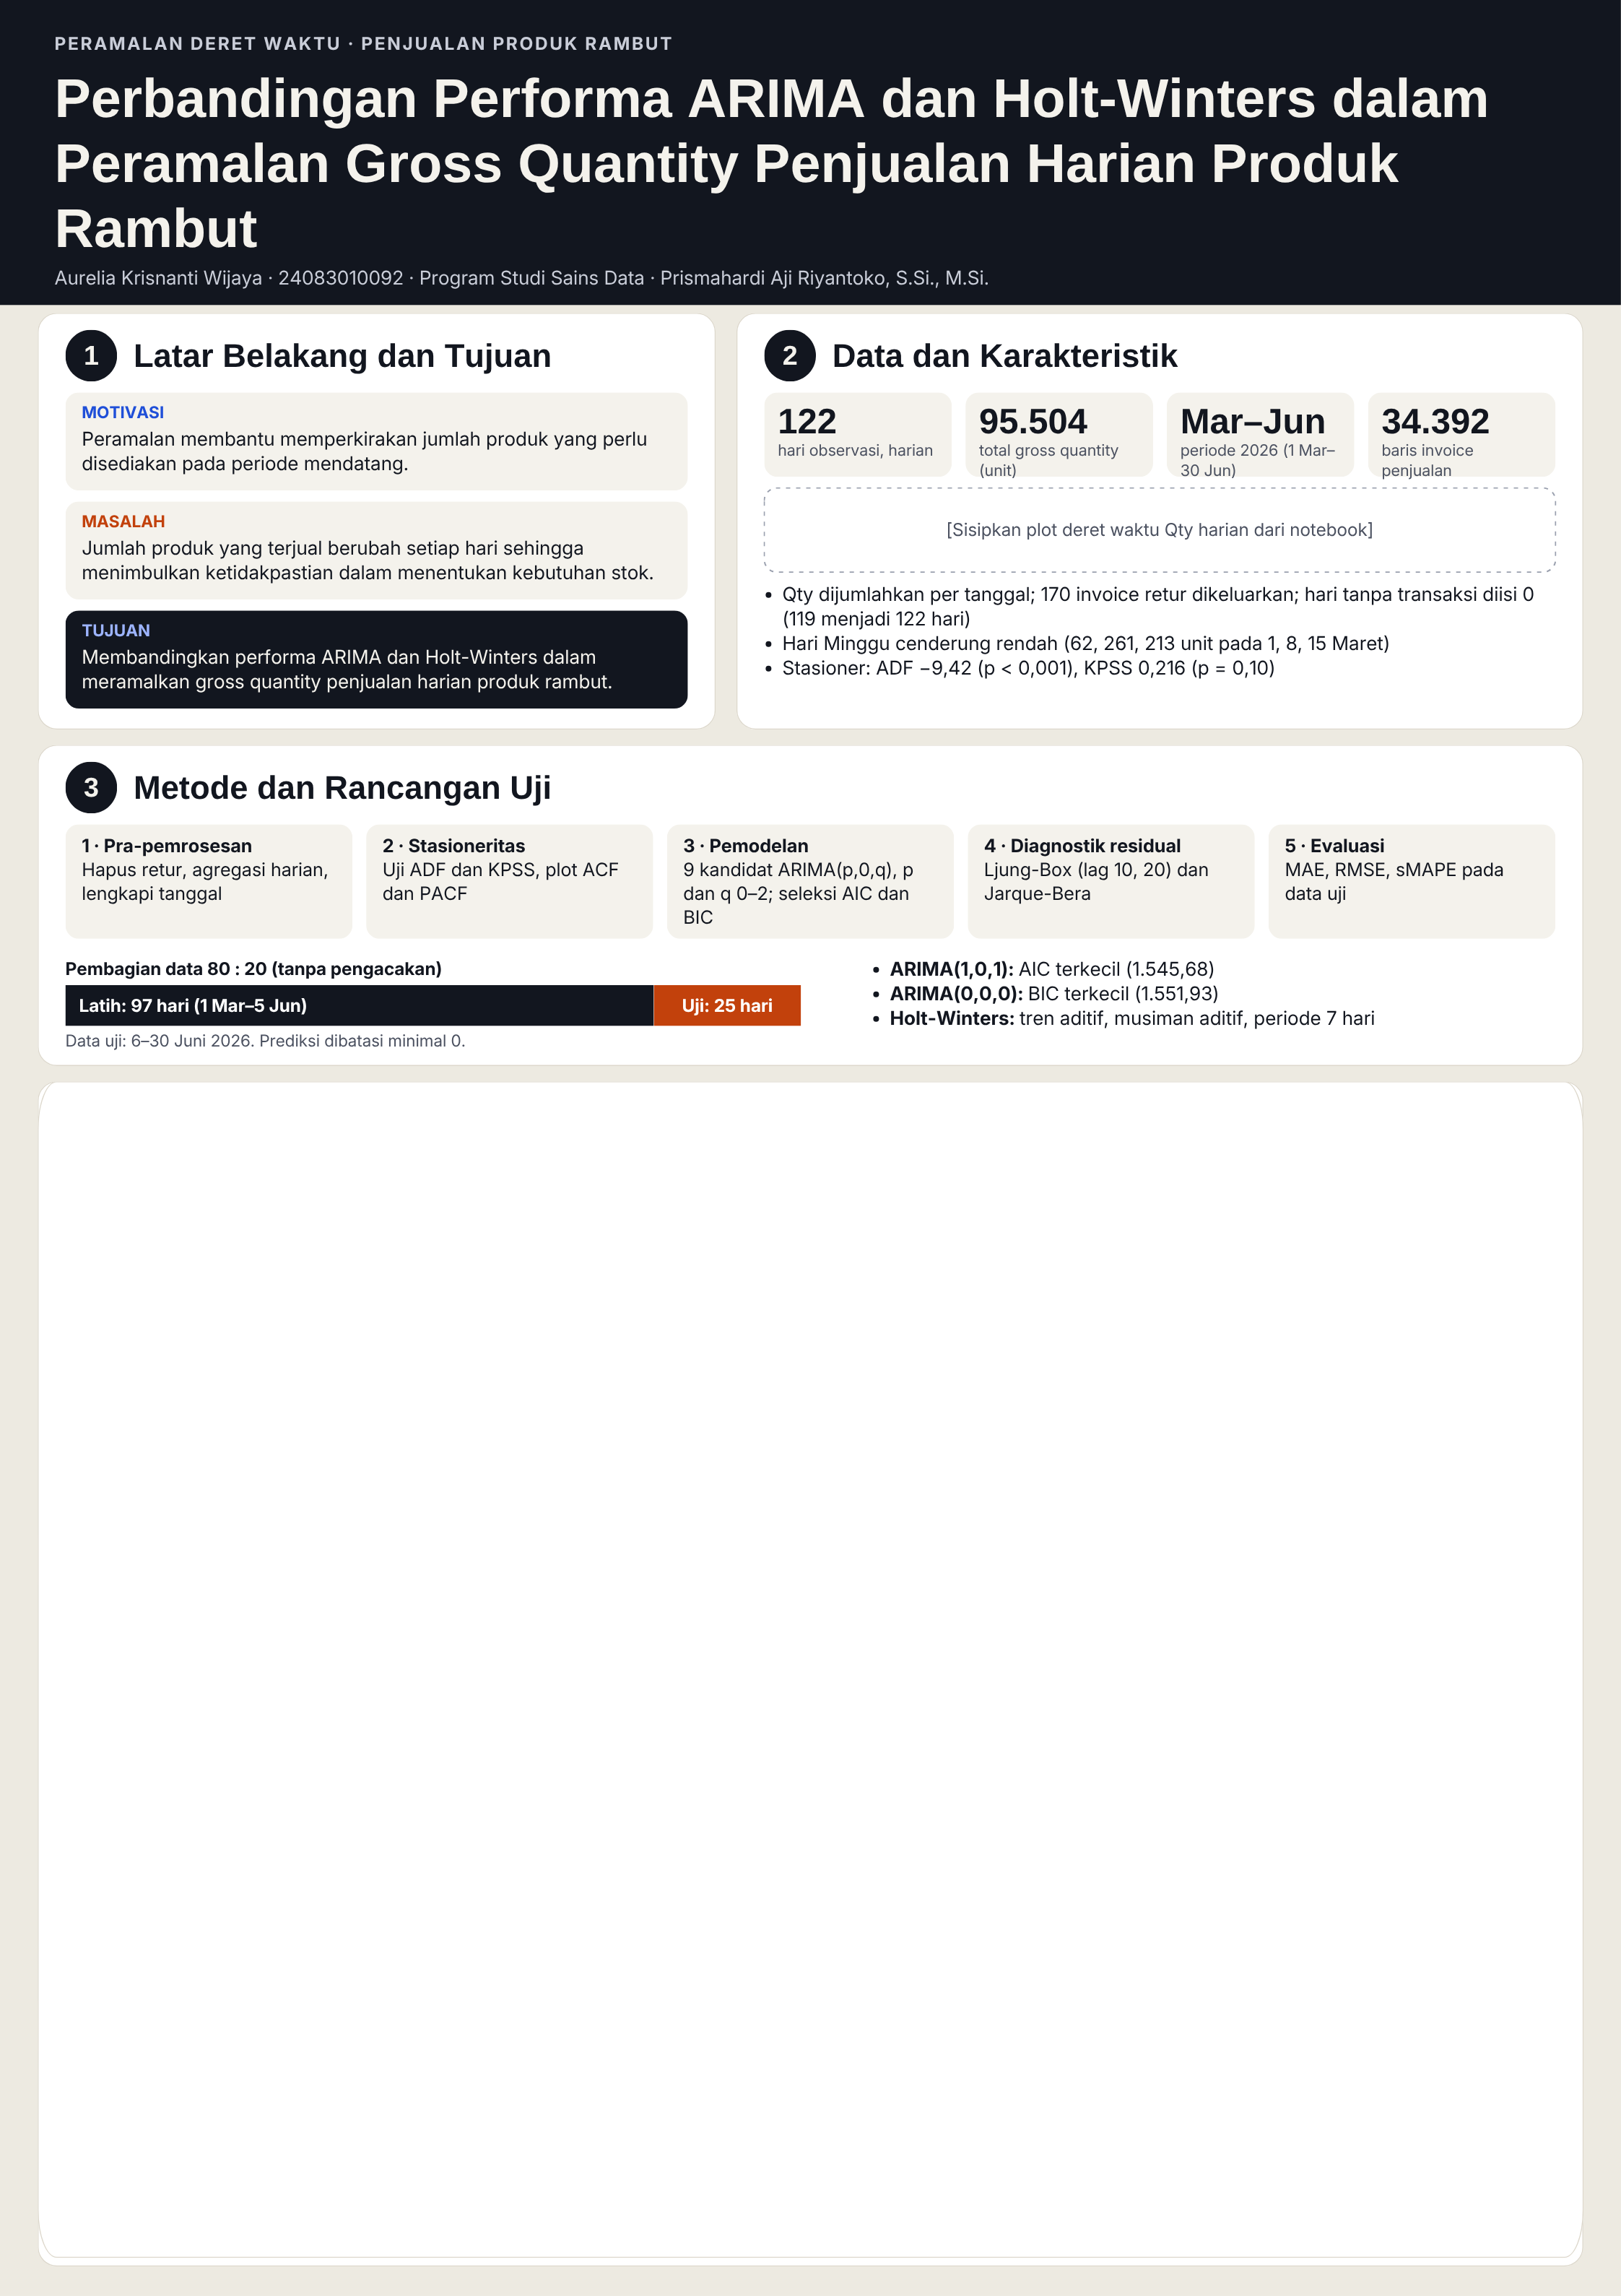 PERAMALAN DERET WAKTU · PENJUALAN PRODUK RAMBUT
Perbandingan Performa ARIMA dan Holt-Winters dalam
Peramalan Gross Quantity Penjualan Harian Produk
Rambut
Aurelia Krisnanti Wijaya · 24083010092 · Program Studi Sains Data · Prismahardi Aji Riyantoko, S.Si., M.Si.
1 Latar Belakang dan Tujuan
MOTIVASI
Peramalan membantu memperkirakan jumlah produk yang perlu
disediakan pada periode mendatang.
MASALAH
Jumlah produk yang terjual berubah setiap hari sehingga
menimbulkan ketidakpastian dalam menentukan kebutuhan stok.
TUJUAN
Membandingkan performa ARIMA dan Holt-Winters dalam
meramalkan gross quantity penjualan harian produk rambut.
2 Data dan Karakteristik
122
hari observasi, harian
95.504
total gross quantity
(unit)
Mar–Jun
periode 2026 (1 Mar–
30 Jun)
34.392
baris invoice
penjualan
[Sisipkan plot deret waktu Qty harian dari notebook]
• Qty dijumlahkan per tanggal; 170 invoice retur dikeluarkan; hari tanpa transaksi diisi 0
(119 menjadi 122 hari)
• Hari Minggu cenderung rendah (62, 261, 213 unit pada 1, 8, 15 Maret)
• Stasioner: ADF −9,42 (p < 0,001), KPSS 0,216 (p = 0,10)
3 Metode dan Rancangan Uji
1 · Pra-pemrosesan
Hapus retur, agregasi harian,
lengkapi tanggal
2 · Stasioneritas
Uji ADF dan KPSS, plot ACF
dan PACF
3 · Pemodelan
9 kandidat ARIMA(p,0,q), p
dan q 0–2; seleksi AIC dan
BIC
4 · Diagnostik residual
Ljung-Box (lag 10, 20) dan
Jarque-Bera
5 · Evaluasi
MAE, RMSE, sMAPE pada
data uji
Pembagian data 80 : 20 (tanpa pengacakan)
Latih: 97 hari (1 Mar–5 Jun)
Uji: 25 hari
Data uji: 6–30 Juni 2026. Prediksi dibatasi minimal 0.
• ARIMA(1,0,1): AIC terkecil (1.545,68)
• ARIMA(0,0,0): BIC terkecil (1.551,93)
• Holt-Winters: tren aditif, musiman aditif, periode 7 hari